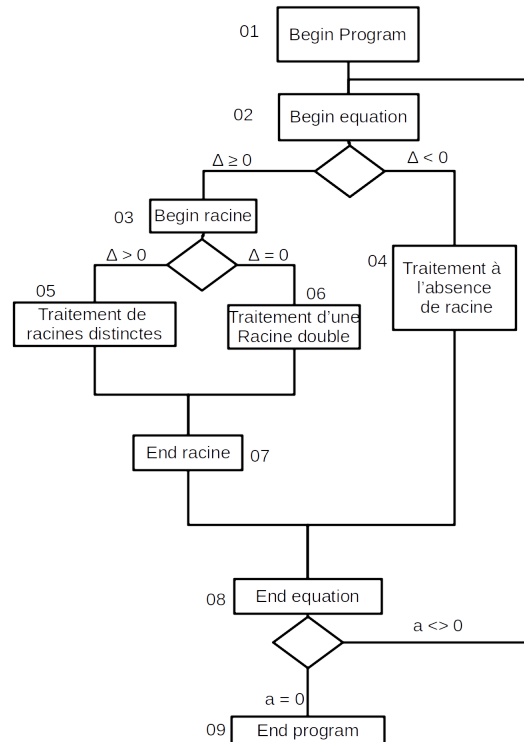 01
Begin Program
02
Begin equation
Δ ≥ 0
Δ < 0
03
Begin racine
Δ > 0
Δ = 0
04
Traitement à
l’absence
de racine
05
Traitement de
racines distinctes
06
Traitement d’une
Racine double
End racine
07
08
End equation
a <> 0
a = 0
09
End program